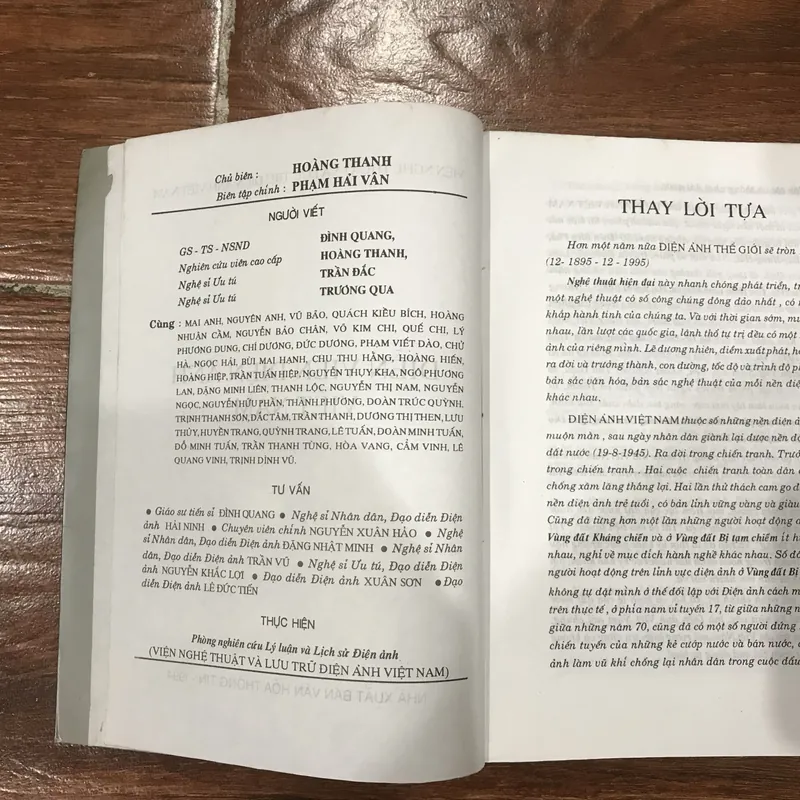 Chủ biên : HOÀNG THANH
Biên tập chính : PHẠM HẢI VÂN
NGƯỜI VIẾT
GS - TS - NSND ĐÌNH QUANG,
Nghiên cứu viên cao cấp HOÀNG THANH,
Nghệ sĩ Ưu tú TRẦN ĐẮC
Nghệ sĩ Ưu tú TRƯƠNG QUA
Cùng : MAI ANH, NGUYÊN ANH, VŨ BẢO, QUÁCH KIỀU BÍCH, HOÀNG
NHUẬN CẦM, NGUYỄN BẢO CHÂN, VÕ KIM CHI, QUẾ CHI, LÝ
PHƯƠNG DUNG, CHỈ DƯƠNG, ĐỨC DƯƠNG, PHẠM VIẾT ĐÀO, CHỬ
HÀ, NGỌC HẢI, BÙI MAI HẠNH, CHU THU HẰNG, HOÀNG HIỀN,
HOÀNG HIỆP, TRẦN TUẤN HIỆP, NGUYỄN THỤY KHA, NGÔ PHƯƠNG
LAN, ĐẶNG MINH LIÊN, THANH LỘC, NGUYỄN THỊ NAM, NGUYỄN
NGỌC, NGUYỄN HỮU PHẦN, THÀNH PHƯƠNG, ĐOÀN TRÚC QUỲNH,
TRỊNH THANH SƠN, ĐẮC TÂM, TRẦN THANH, DƯƠNG THỊ THEN, LƯU
THỦY, HUYỀN TRANG, QUỲNH TRANG, LÊ TUẤN, ĐOÀN MINH TUẤN,
ĐỖ MINH TUẤN, TRẦN THANH TÙNG, HÒA VANG, CẨM VINH, LÊ
QUANG VINH, TRỊNH DÌNH VŨ.
TƯ VẤN
● Giáo sư tiến sĩ ĐÌNH QUANG ● Nghệ sĩ Nhân dân, Đạo diễn Điện
ảnh HẢI NINH ● Chuyên viên chính NGUYỄN XUÂN HẢO ● Nghệ
sĩ Nhân dân, Đạo diễn Điện ảnh ĐẶNG NHẬT MINH ● Nghệ sĩ Nhân
dân, Đạo diễn Điện ảnh TRẦN VŨ ● Nghệ sĩ Ưu tú, Đạo diễn Điện
ảnh NGUYỄN KHẮC LỢI ● Đạo diễn Điện ảnh XUÂN SƠN ● Đạo
diễn Điện ảnh LÊ ĐỨC TIẾN
THỰC HIỆN
Phòng nghiên cứu Lý luận và Lịch sử Điện ảnh
(VIỆN NGHỆ THUẬT VÀ LƯU TRỮ ĐIỆN ẢNH VIỆT NAM)
THAY LỜI TỰA
Hơn một năm nữa ĐIỆN ẢNH THẾ GIỚI sẽ tròn
(12- 1895 - 12 - 1995)
Nghệ thuật hiện đại này nhanh chóng phát triển,
một nghệ thuật có số công chúng đông đảo nhất , có
khắp hành tinh của chúng ta. Và với thời gian sớm,
nhau, lần lượt các quốc gia, lãnh thổ tự trị đều có một
ảnh của riêng mình. Lẽ đương nhiên, điểm xuất phát,
ra đời và trưởng thành, con đường, tốc độ và trình độ
bản sắc văn hóa, bản sắc nghệ thuật của mỗi nền
khác nhau.
ĐIỆN ẢNH VIỆT NAM thuộc số những nền điện
muộn mằn , sau ngày nhân dân giành lại được nền
đất nước (19-8-1945). Ra đời trong chiến tranh.
trong chiến tranh . Hai cuộc chiến tranh toàn dân
chống xâm lăng thắng lợi. Hai lần thử thách cam go
nền điện ảnh trẻ tuổi , có bản lĩnh vững vàng và giàu
Cũng đã từng hơn một lần những người hoạt động
Vùng đất Kháng chiến và ở Vùng đất Bị tạm chiếm ít
nhau, nghĩ về mục đích hành nghề khác nhau. Số
người hoạt động trên lĩnh vực điện ảnh ở Vùng đất Bị
không tự đặt mình ở thế đối lập với Điện ảnh cách
trên thực tế , ở phía nam vĩ tuyến 17, từ giữa những
giữa những năm 70, cũng đã có một số người đứng
chiến tuyến của những kẻ cướp nước và bán nước,
ảnh làm vũ khí chống lại nhân dân trong cuộc